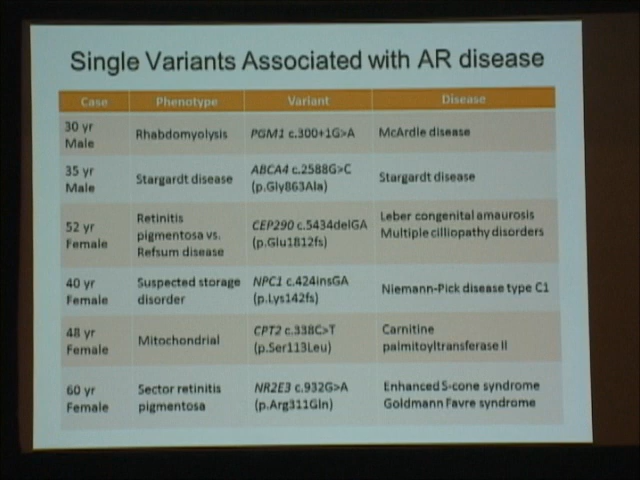 Single Variants Associated with AR disease
Case Phenotype Variant Disease
30 yr
Male
Rhabdomyolysis
PGM1 c.300+1G>A
McArdle disease
35 yr
Male
Stargardt disease
ABCA4 c.2588G>C
(p.Gly863Ala)
Stargardt disease
52 yr
Female
Retinitis
pigmentosa vs.
Refsum disease
CEP290 c.5434delGA
(p.Glu1812fs)
Leber congenital amaurosis
Multiple cilliopathy disorders
40 yr
Female
Suspected storage
disorder
NPC1 c.424insGA
(p.Lys142fs)
Niemann-Pick disease type C1
48 yr
Female
Mitochondrial
CPT2 c.338C>T
(p.Ser113Leu)
Carnitine
palmitoyltransferase II
60 yr
Female
Sector retinitis
pigmentosa
NR2E3 c.932G>A
(p.Arg311Gln)
Enhanced S-cone syndrome
Goldmann Favre syndrome